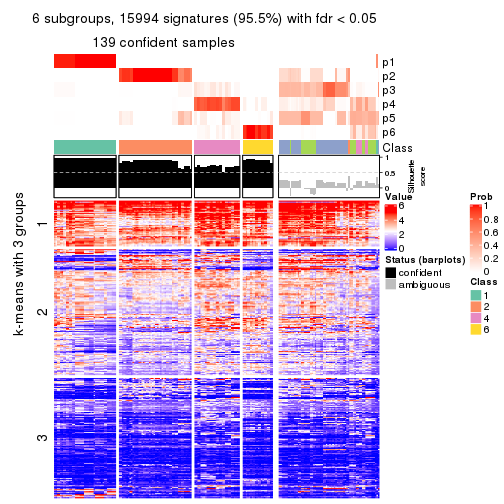 6 subgroups, 15994 signatures (95.5%) with fdr < 0.05
139 confident samples
p1
p2
p3
p4
p5
p6
Class
1
0.5
0
Silhouette
score
k-means with 3 groups
1
2
3
Value
6
4
2
0
Status (barplots)
confident
ambiguous
Prob
1
0.8
0.6
0.4
0.2
0
Class
1
2
4
6